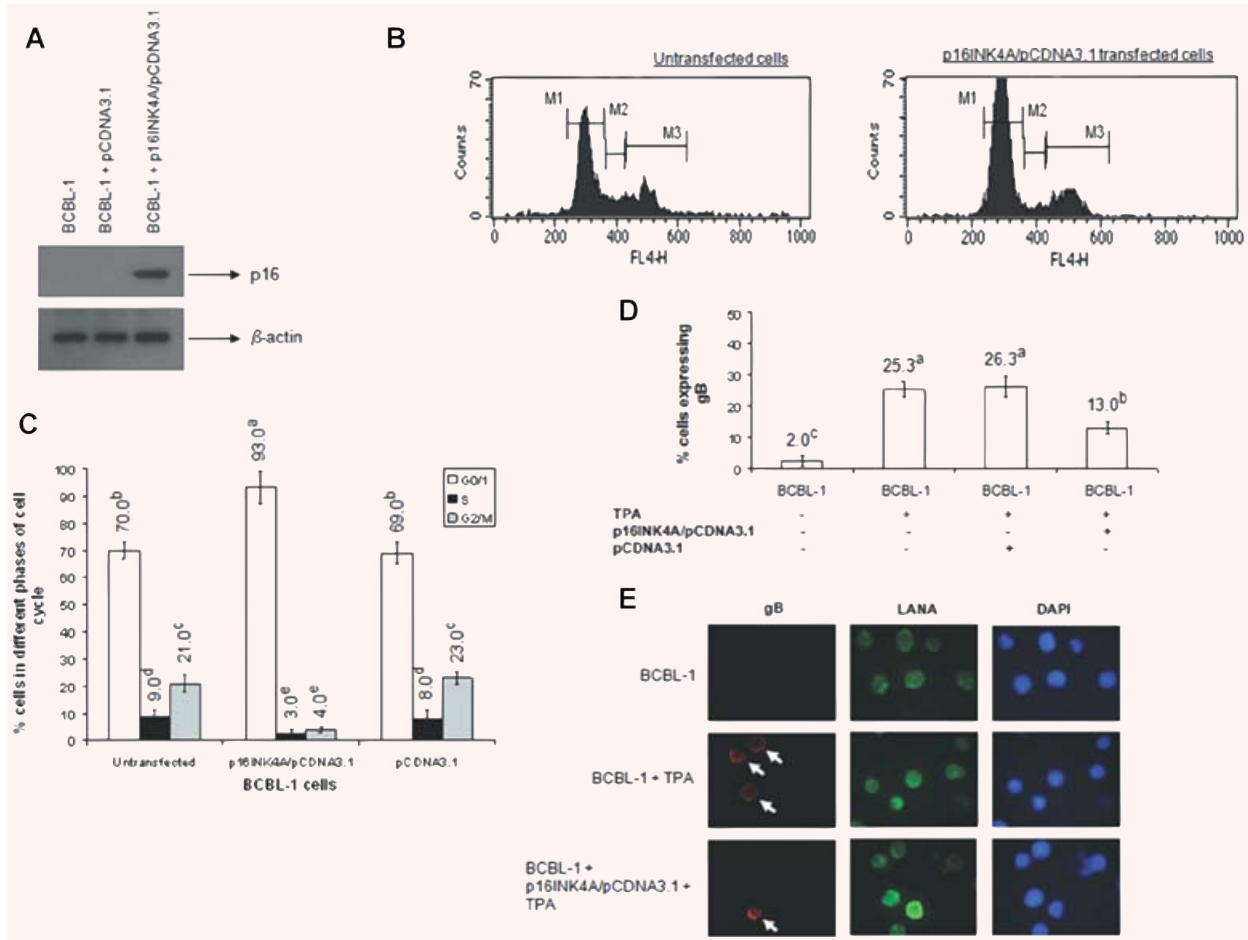 A
BCBL-1
BCBL-1 + pCDNA3.1
BCBL-1 + p16INK4A/pCDNA3.1
p16
ß-actin
B
Untransfected cells
70
Counts
0
M1
M2
M3
0 200 400 600 800 1000
FL4-H
p16INK4A/pCDNA3.1 transfected cells
70
Counts
0
M1
M2
M3
0 200 400 600 800 1000
FL4-H
C
% cells in different phases of cell
cycle
100
90
80
70
60
50
40
30
20
10
0
70.0b
9.0d
21.0c
93.0a
3.0e
4.0e
69.0b
8.0d
23.0c
G0/1
S
G2/M
Untransfected p16INK4A/pCDNA3.1 pCDNA3.1
BCBL-1 cells
D
% cells expressing
gB
50
40
30
20
10
0
2.0c
25.3a
26.3a
13.0b
BCBL-1 BCBL-1 BCBL-1 BCBL-1
TPA - + + +
p16INK4A/pCDNA3.1 - - - +
pCDNA3.1 - - + -
E
gB LANA DAPI
BCBL-1
BCBL-1 + TPA
BCBL-1 +
p16INK4A/pCDNA3.1 +
TPA